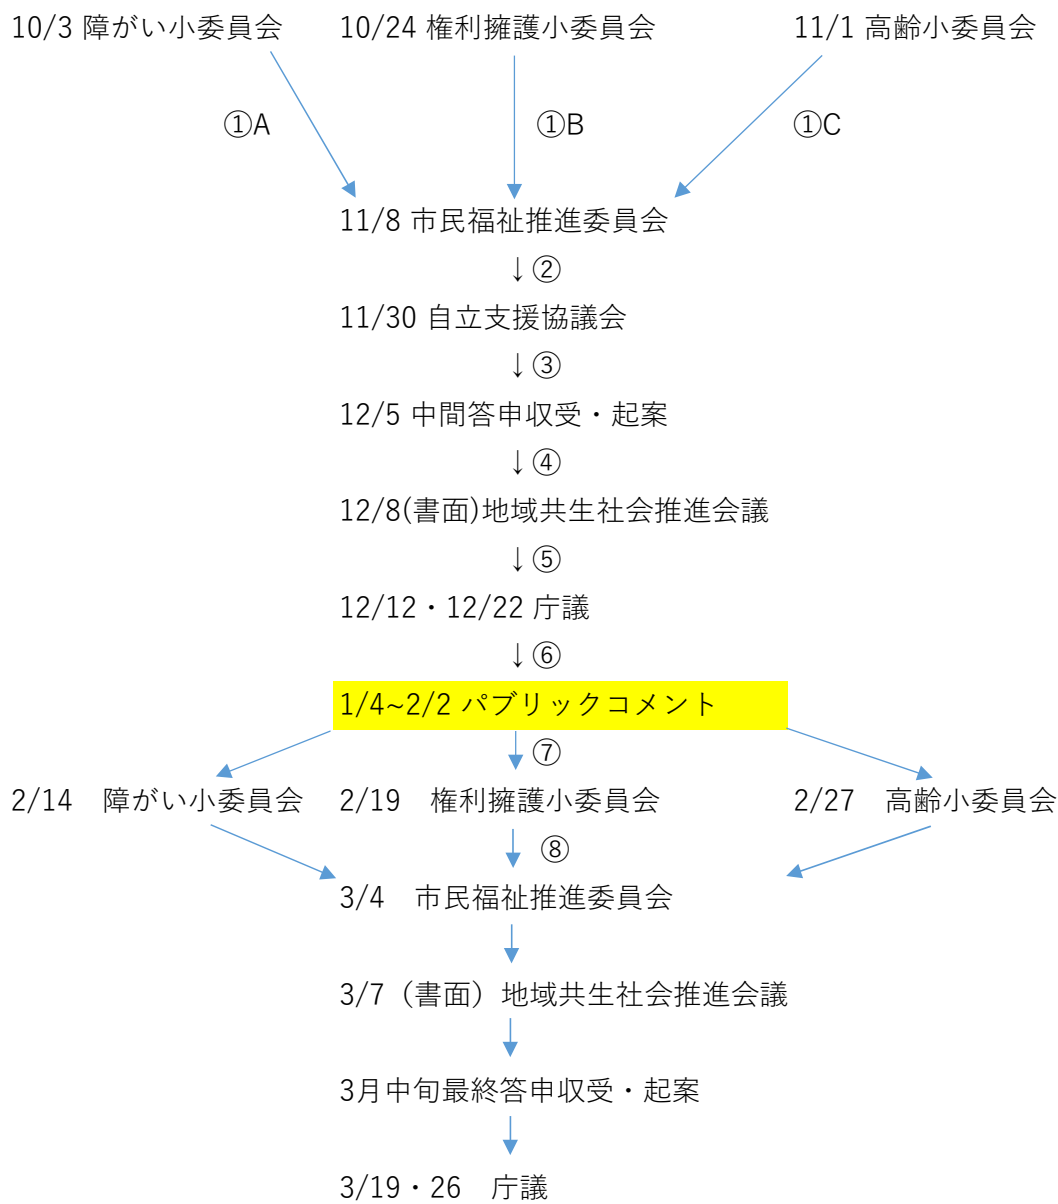 10/3 障がい小委員会 10/24 権利擁護小委員会 11/1 高齢小委員会
①A ①B ①C
11/8 市民福祉推進委員会
↓②
11/30 自立支援協議会
↓③
12/5 中間答申収受・起案
↓④
12/8(書面)地域共生社会推進会議
↓⑤
12/12・12/22 庁議
↓⑥
1/4~2/2 パブリックコメント
⑦
2/14 障がい小委員会 2/19 権利擁護小委員会 2/27 高齢小委員会
⑧
3/4 市民福祉推進委員会
3/7（書面）地域共生社会推進会議
3月中旬最終答申収受・起案
3/19・26 庁議